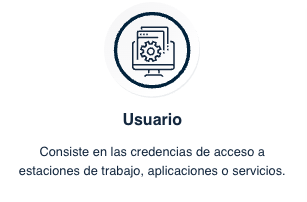 Usuario
Consiste en las credencias de acceso a
estaciones de trabajo, aplicaciones o servicios.